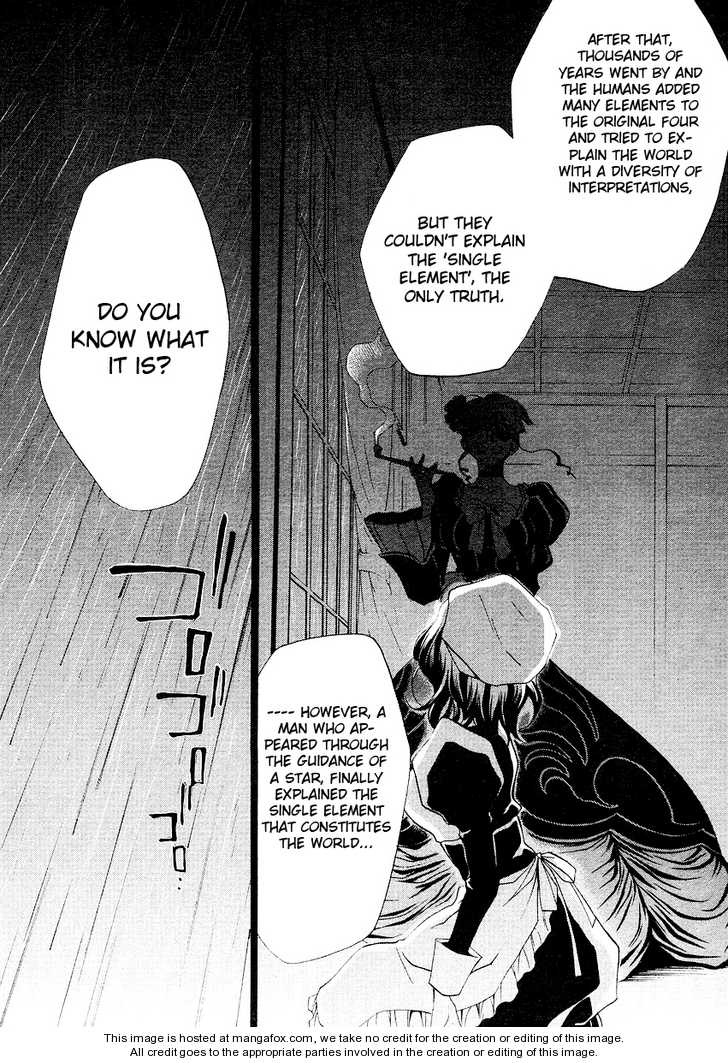 AFTER THAT,
THOUSANDS OF
YEARS WENT BY AND
THE HUMANS ADDED
MANY ELEMENTS TO
THE ORIGINAL FOUR
AND TRIED TO EX-
PLAIN THE WORLD
WITH A DIVERSITY OF
INTERPRETATIONS,
BUT THEY
COULDN'T EXPLAIN
THE 'SINGLE
ELEMENT', THE
ONLY TRUTH.
---- HOWEVER, A
MAN WHO AP-
PEARED THROUGH
THE GUIDANCE OF
A STAR, FINALLY
EXPLAINED THE
SINGLE ELEMENT
THAT CONSTITUTES
THE WORLD...
DO YOU
KNOW WHAT
IT IS?
ゴロゴロ...
This image is hosted at mangafox.com, we take no credit for the creation or editing of this image.
All credit goes to the appropriate parties involved in the creation or editing of this image.